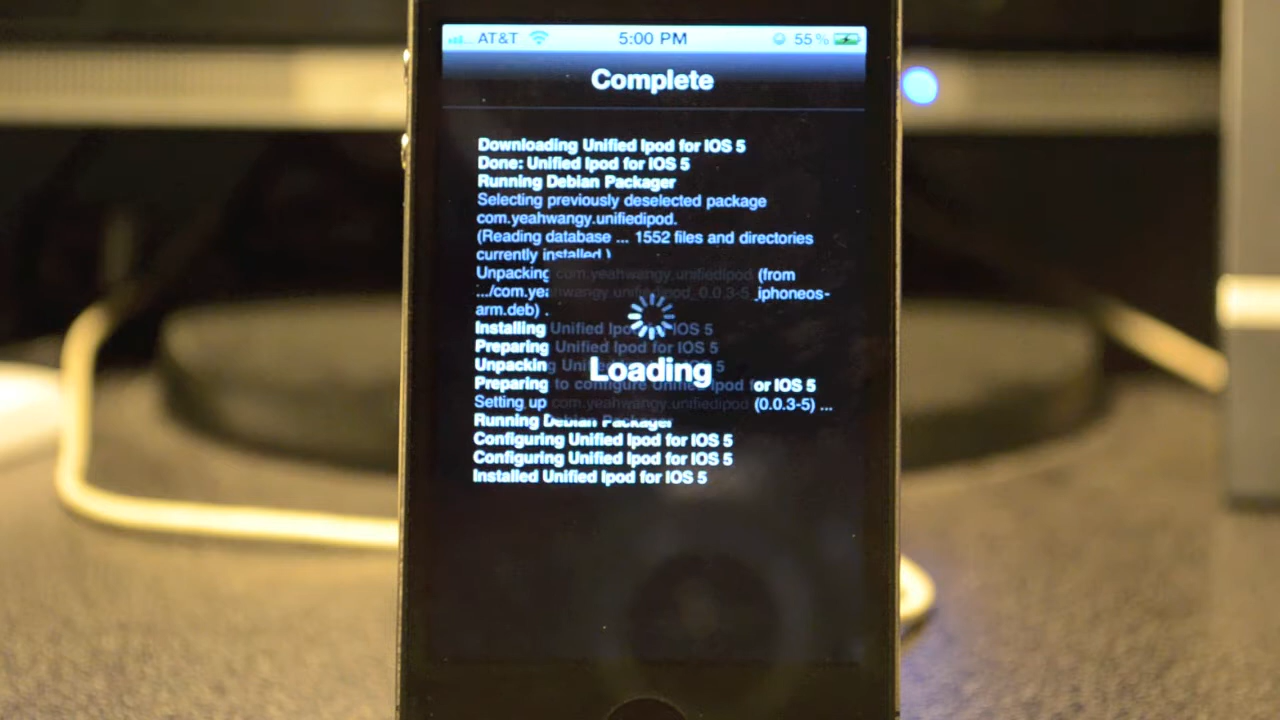 AT&T 5:00 PM 55%
Complete
Downloading Unified Ipod for IOS 5
Done: Unified Ipod for IOS 5
Running Debian Packager
Selecting previously deselected package
com.yeahwangy.unifiedipod.
(Reading database ... 1552 files and directories
currently installed.)
Unpacking com.yeahwangy.unifiedipod (from
.../com.yeahwangy.unifiedipod_0.0.3-5_iphoneos-
arm.deb) .
Installing Unified Ipod for IOS 5
Preparing Unified Ipod for IOS 5
Unpacking Unified Ipod for IOS 5
Loading
Preparing to configure Unified Ipod for IOS 5
Setting up com.yeahwangy.unifiedipod (0.0.3-5) ...
Running Debian Packager
Configuring Unified Ipod for IOS 5
Configuring Unified Ipod for IOS 5
Installed Unified Ipod for IOS 5